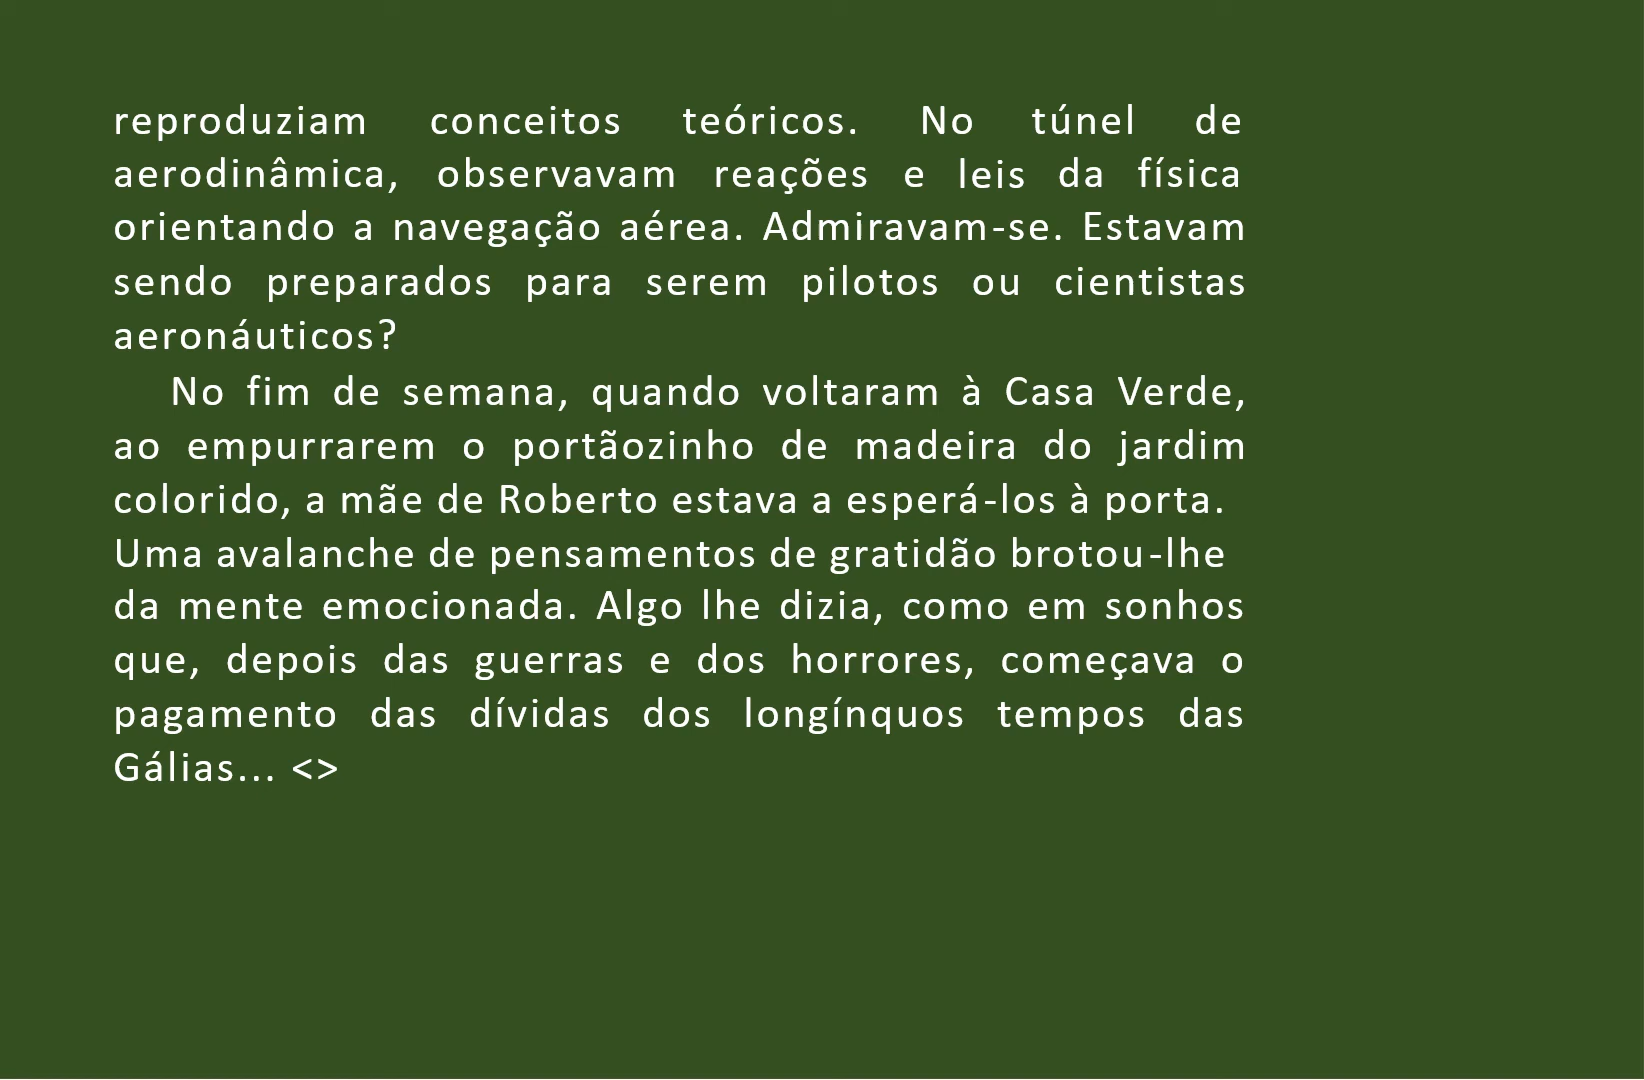 reproduziam conceitos teóricos. No túnel de
aerodinâmica, observavam reações e leis da física
orientando a navegação aérea. Admiravam-se. Estavam
sendo preparados para serem pilotos ou cientistas
aeronáuticos?
No fim de semana, quando voltaram à Casa Verde,
ao empurrarem o portãozinho de madeira do jardim
colorido, a mãe de Roberto estava a esperá-los à porta.
Uma avalanche de pensamentos de gratidão brotou-lhe
da mente emocionada. Algo lhe dizia, como em sonhos
que, depois das guerras e dos horrores, começava o
pagamento das dívidas dos longínquos tempos das
Gálias... <>